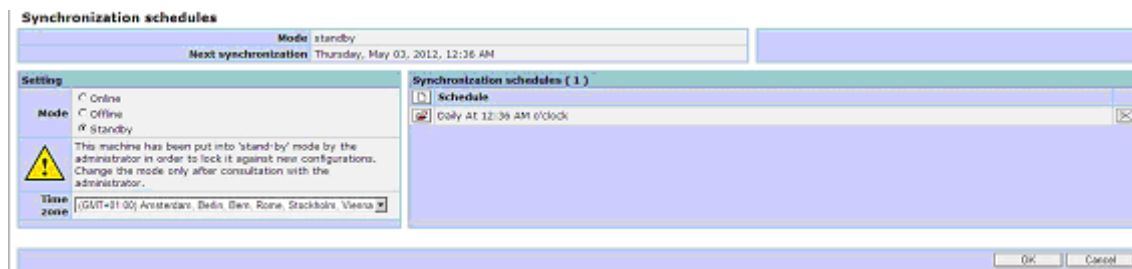 Synchronization schedules
Mode standby
Next synchronization Thursday, May 03, 2012, 12:36 AM
Setting
Mode
Online
Offline
Standby
This machine has been put into 'stand-by' mode by the
administrator in order to lock it against new configurations.
Change the mode only after consultation with the
administrator.
Time zone (GMT+01:00) Amsterdam, Berlin, Bern, Rome, Stockholm, Vienna
Synchronization schedules ( 1 )
Schedule
Daily At 12:36 AM o'clock
OK Cancel